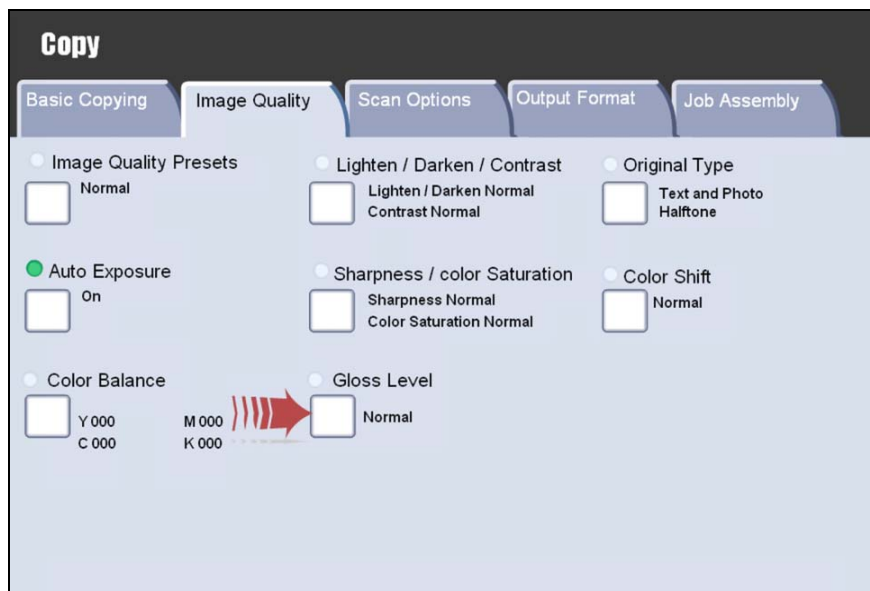 Copy
Basic Copying
Image Quality
Scan Options
Output Format
Job Assembly
Image Quality Presets
Normal
Lighten / Darken / Contrast
Lighten / Darken Normal
Contrast Normal
Original Type
Text and Photo
Halftone
Auto Exposure
On
Sharpness / color Saturation
Sharpness Normal
Color Saturation Normal
Color Shift
Normal
Color Balance
Y 000 M 000
C 000 K 000
Gloss Level
Normal